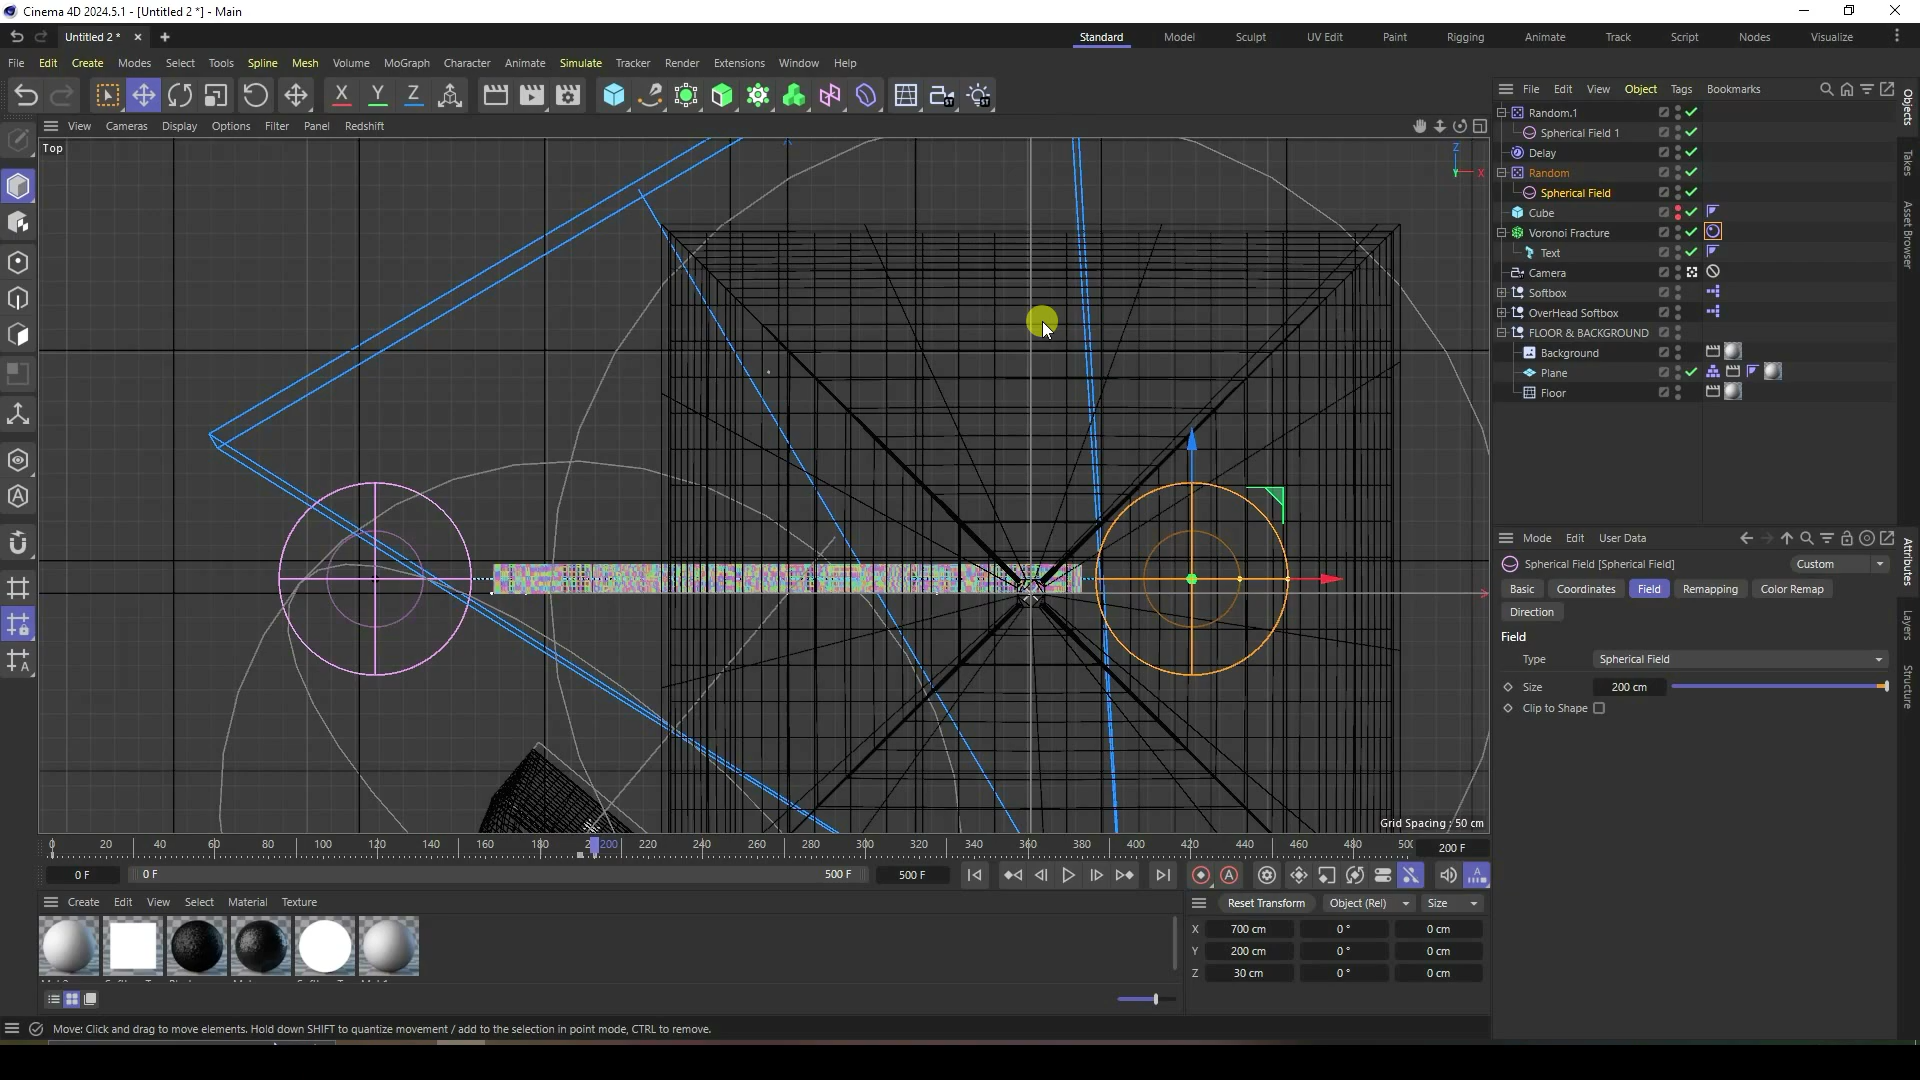 Cinema 4D 2024.5.1 - [Untitled 2 *] - Main
Untitled 2 *
Standard Model Sculpt UV Edit Paint Rigging Animate Track Script Nodes Visualize
File Edit Create Modes Select Tools Spline Mesh Volume MoGraph Character Animate Simulate Tracker Render Extensions Window Help
X Y Z
File Edit View Object Tags Bookmarks
View Cameras Display Options Filter Panel Redshift
Top
Z
X
Random.1
Spherical Field 1
Delay
Random
Spherical Field
Cube
Voronoi Fracture
Text
Camera
Softbox
OverHead Softbox
FLOOR & BACKGROUND
Background
Plane
Floor
Objects
Takes
Asset Browser
Mode Edit User Data
Spherical Field [Spherical Field]
Custom
Basic Coordinates Field Remapping Color Remap
Direction
Field
Type Spherical Field
Size 200 cm
Clip to Shape
Attributes
Layers
Structure
Grid Spacing : 50 cm
0 20 40 60 80 100 120 140 160 180 200 220 240 260 280 300 320 340 360 380 400 420 440 460 480 500
200 F
0 F 0 F 500 F 500 F
Create Edit View Select Material Texture
Reset Transform Object (Rel) Size
X 700 cm 0 ° 0 cm
Y 200 cm 0 ° 0 cm
Z 30 cm 0 ° 0 cm
Move: Click and drag to move elements. Hold down SHIFT to quantize movement / add to the selection in point mode, CTRL to remove.